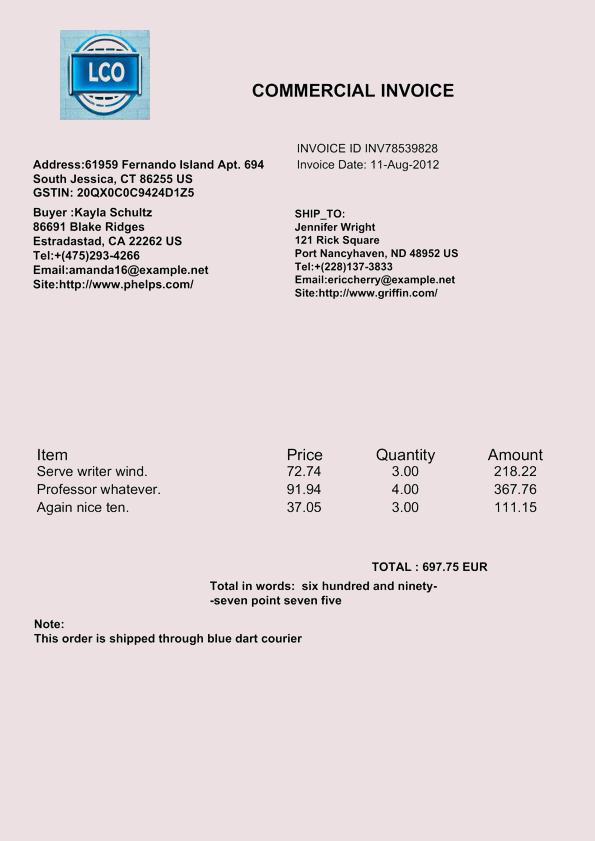 LCO
COMMERCIAL INVOICE
INVOICE ID INV78539828
Invoice Date: 11-Aug-2012
Address:61959 Fernando Island Apt. 694
South Jessica, CT 86255 US
GSTIN: 20QX0C0C9424D1Z5
Buyer :Kayla Schultz
86691 Blake Ridges
Estradastad, CA 22262 US
Tel:+(475)293-4266
Email:amanda16@example.net
Site:http://www.phelps.com/
SHIP_TO:
Jennifer Wright
121 Rick Square
Port Nancyhaven, ND 48952 US
Tel:+(228)137-3833
Email:ericcherry@example.net
Site:http://www.griffin.com/
Item Price Quantity Amount
Serve writer wind. 72.74 3.00 218.22
Professor whatever. 91.94 4.00 367.76
Again nice ten. 37.05 3.00 111.15
TOTAL : 697.75 EUR
Total in words:  six hundred and ninety-
-seven point seven five
Note:
This order is shipped through blue dart courier